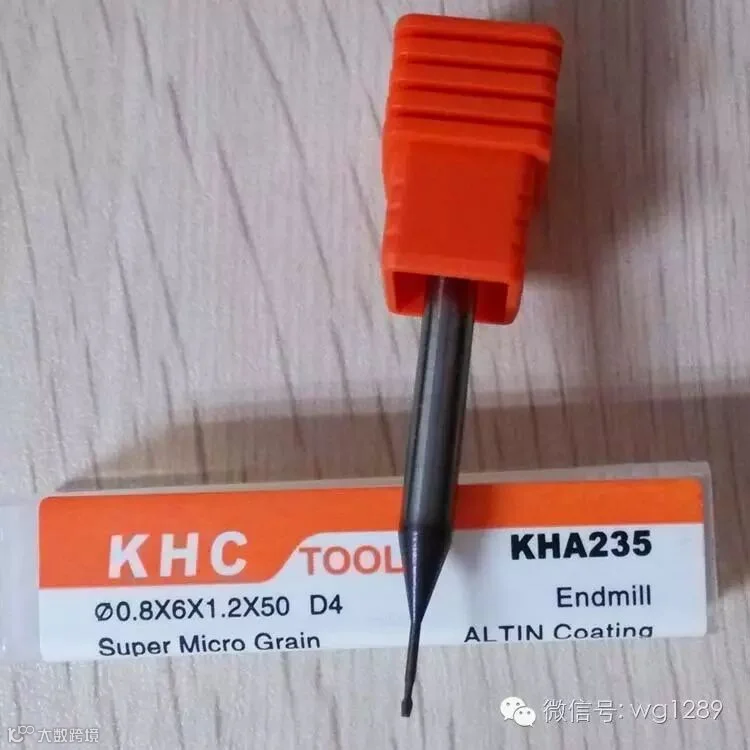 KHC TOOL KHA235
Ø0.8X6X1.2X50 D4 Endmill
Super Micro Grain ALTIN Coating
微信号: wg1289
大数跨境